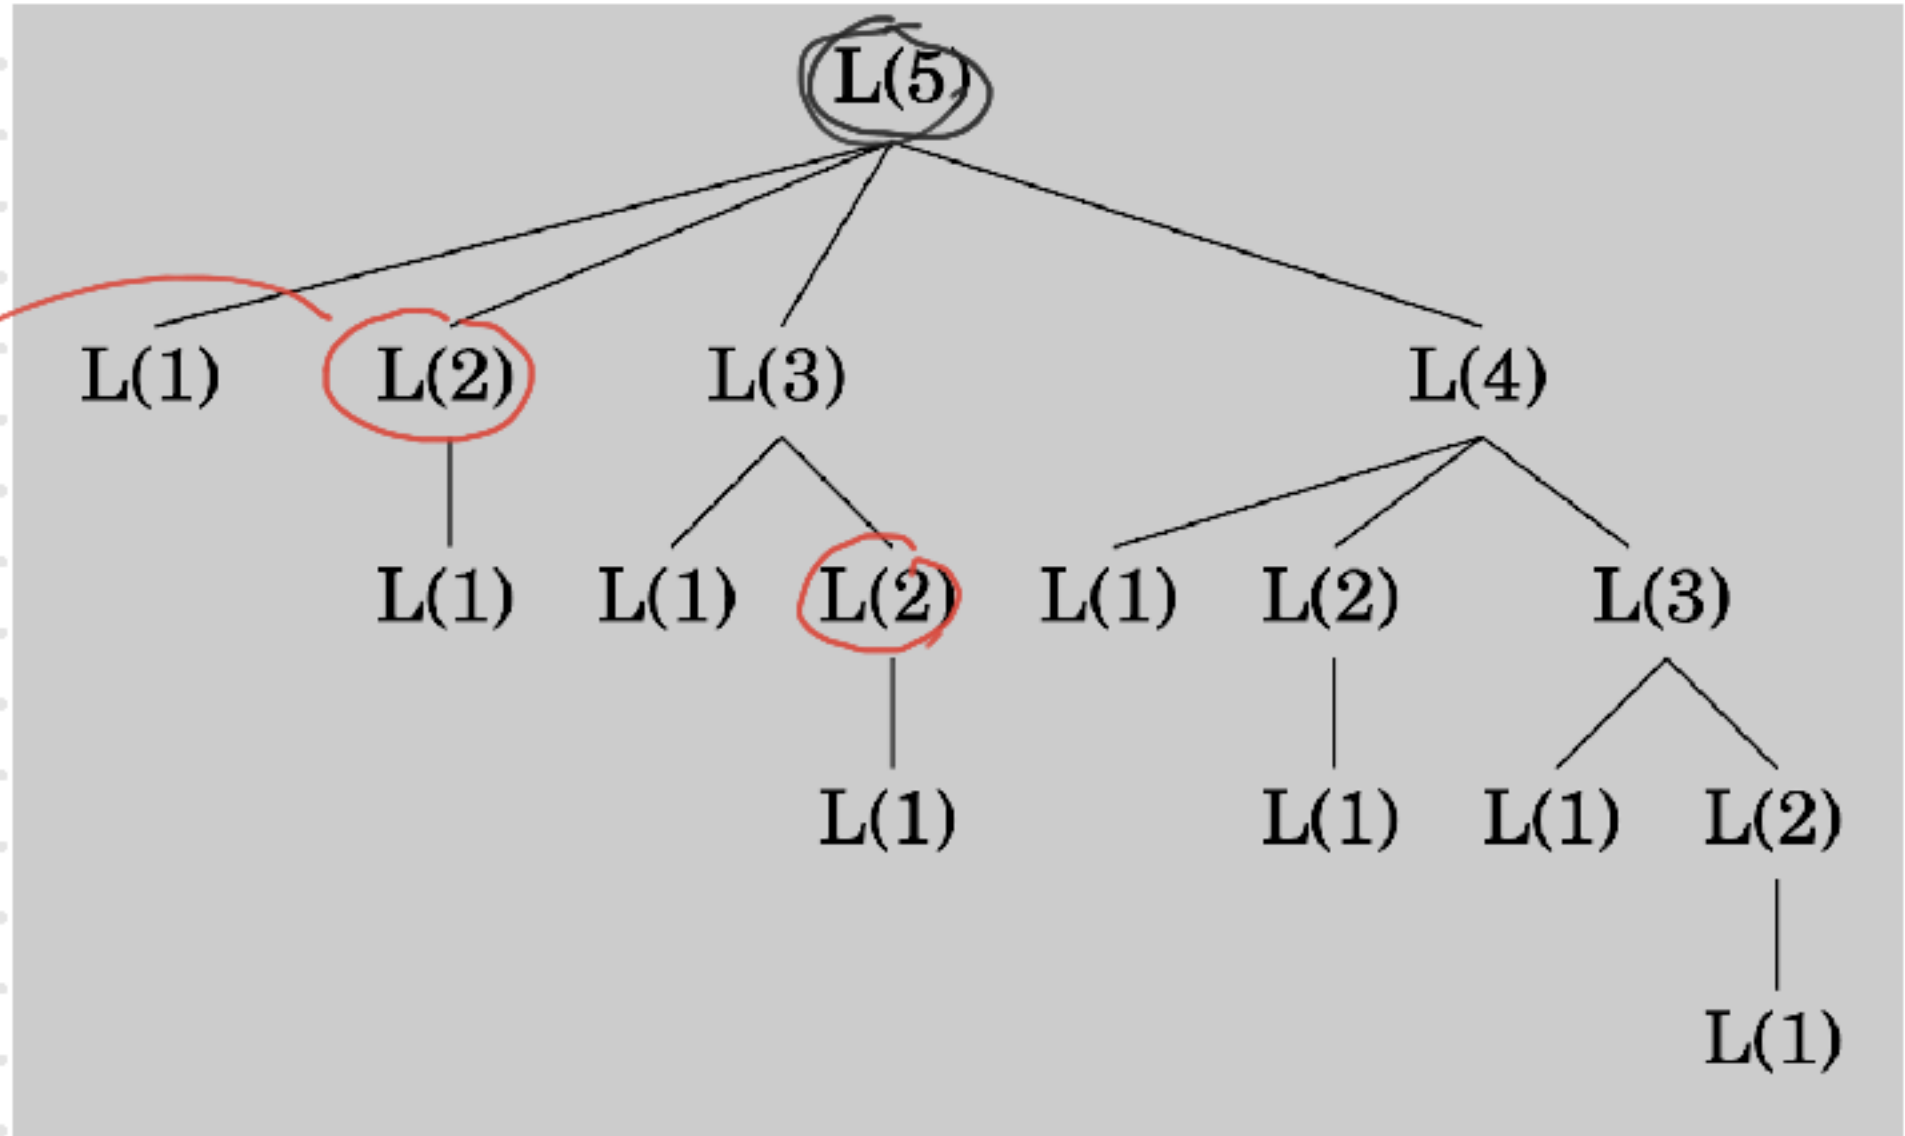 L(5)
L(1) L(2) L(3) L(4)
L(1) L(1) L(2) L(1) L(2) L(3)
L(1) L(1) L(1) L(2)
L(1)